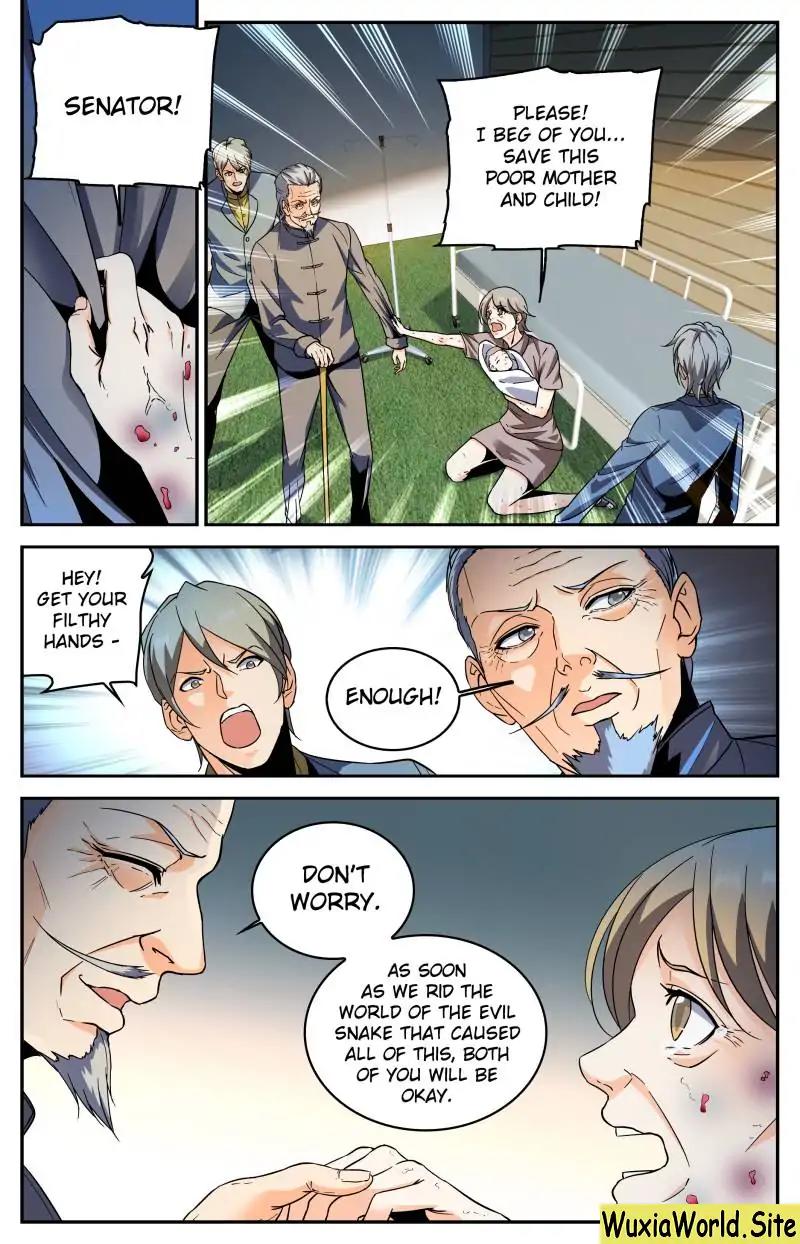 SENATOR!
PLEASE!
I BEG OF YOU...
SAVE THIS
POOR MOTHER
AND CHILD!
HEY!
GET YOUR
FILTHY
HANDS -
ENOUGH!
DON'T
WORRY.
AS SOON
AS WE RID THE
WORLD OF THE EVIL
SNAKE THAT CAUSED
ALL OF THIS, BOTH
OF YOU WILL BE
OKAY.
WuxiaWorld.Site